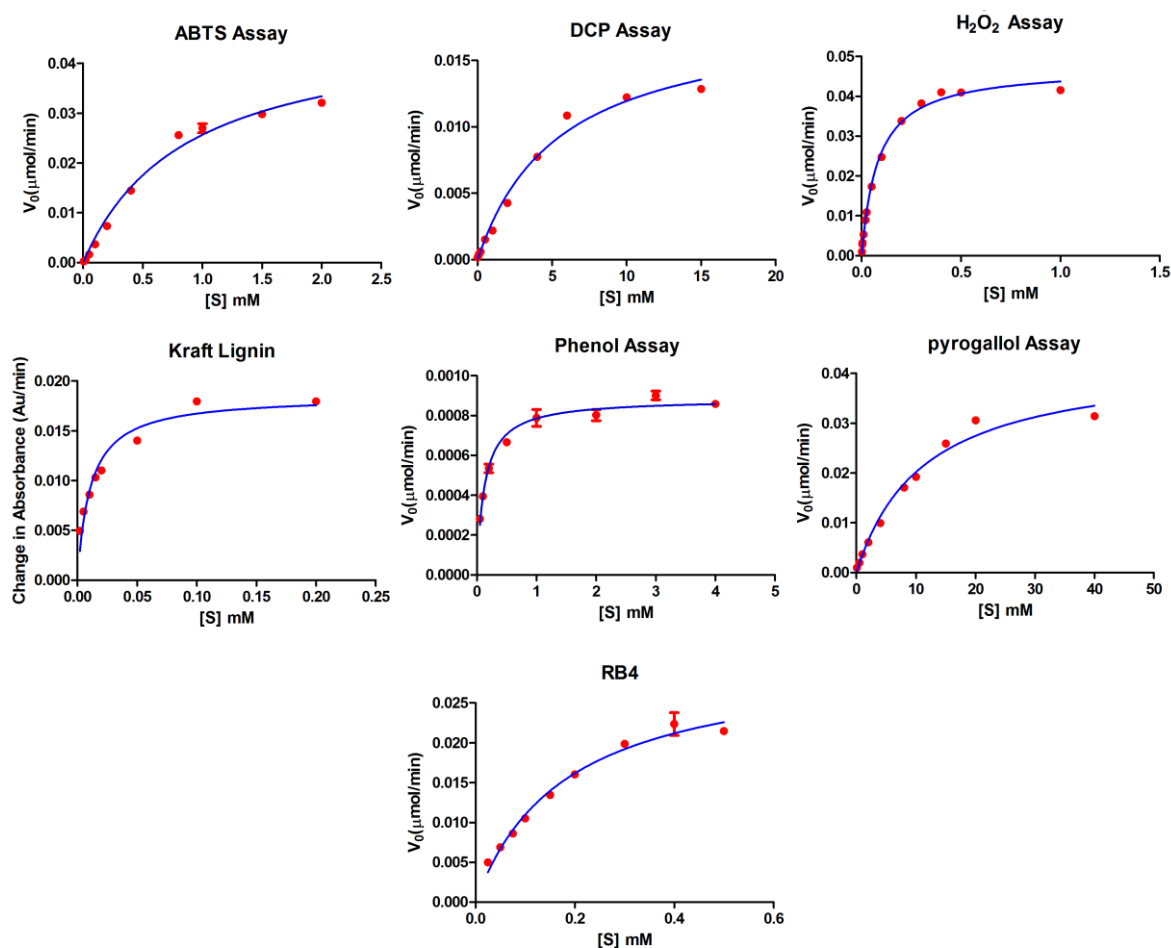 ABTS Assay
V₀(μmol/min)
0.04
0.03
0.02
0.01
0.00
0.0 0.5 1.0 1.5 2.0 2.5
[S] mM
DCP Assay
V₀(μmol/min)
0.015
0.010
0.005
0.000
0 5 10 15 20
[S] mM
H₂O₂ Assay
V₀(μmol/min)
0.05
0.04
0.03
0.02
0.01
0.00
0.0 0.5 1.0 1.5
[S] mM
Kraft Lignin
Change in Absorbance (Au/min)
0.020
0.015
0.010
0.005
0.000
0.00 0.05 0.10 0.15 0.20 0.25
[S] mM
Phenol Assay
V₀(μmol/min)
0.0010
0.0008
0.0006
0.0004
0.0002
0.0000
0 1 2 3 4 5
[S] mM
pyrogallol Assay
V₀(μmol/min)
0.04
0.03
0.02
0.01
0.00
0 10 20 30 40 50
[S] mM
RB4
V₀(μmol/min)
0.025
0.020
0.015
0.010
0.005
0.000
0.0 0.2 0.4 0.6
[S] mM